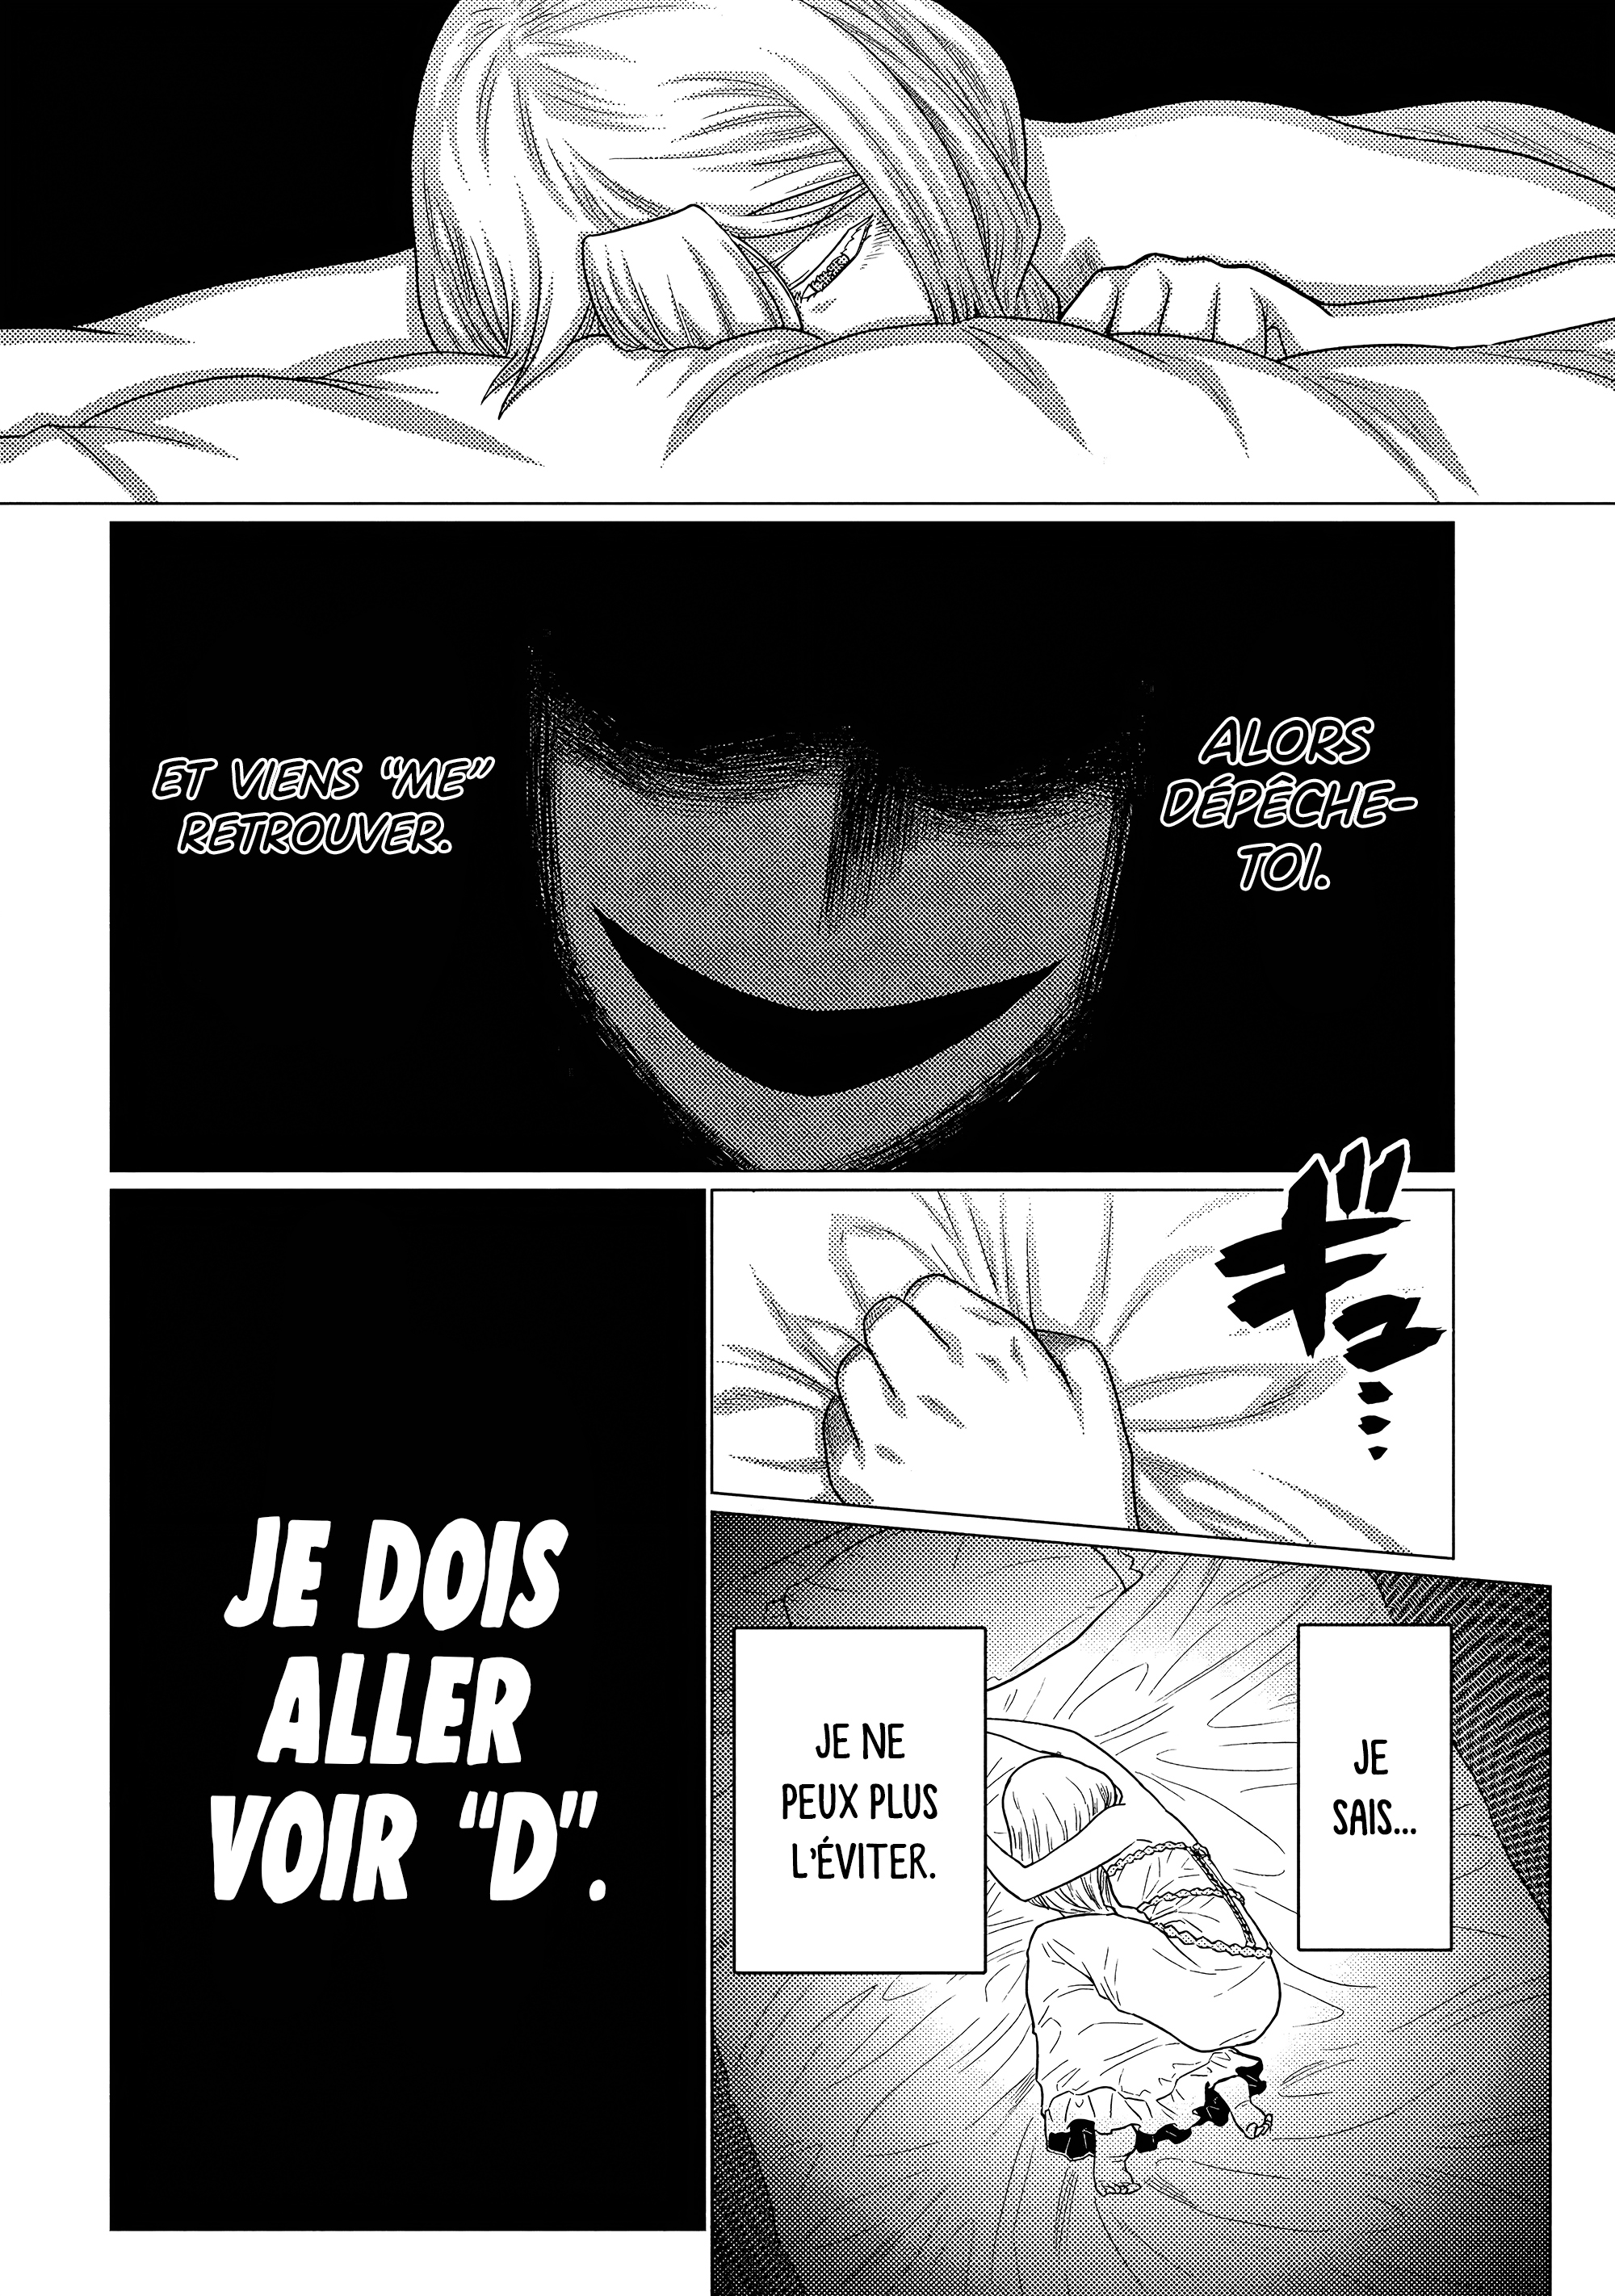 ALORS
DÉPÊCHE-
TOI.
ET VIENS “ME”
RETROUVER.
ギュ...
JE
SAIS...
JE NE
PEUX PLUS
L'ÉVITER.
JE DOIS
ALLER
VOIR “D”.